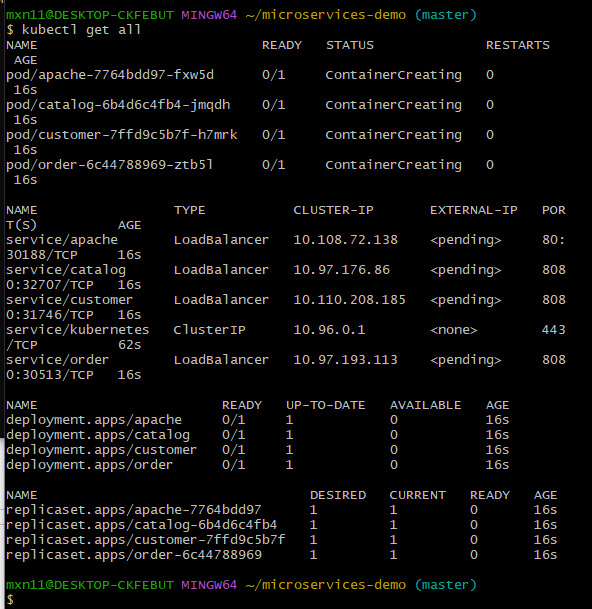 mxn11@DESKTOP-CKFEBUT MINGW64 ~/microservices-demo (master)
$ kubectl get all
NAME READY STATUS RESTARTS
AGE
pod/apache-7764bdd97-fxw5d 0/1 ContainerCreating 0
16s
pod/catalog-6b4d6c4fb4-jmqdh 0/1 ContainerCreating 0
16s
pod/customer-7ffd9c5b7f-h7mrk 0/1 ContainerCreating 0
16s
pod/order-6c44788969-ztb5l 0/1 ContainerCreating 0
16s
NAME TYPE CLUSTER-IP EXTERNAL-IP POR
T(S) AGE
service/apache LoadBalancer 10.108.72.138 <pending> 80:
30188/TCP 16s
service/catalog LoadBalancer 10.97.176.86 <pending> 808
0:32707/TCP 16s
service/customer LoadBalancer 10.110.208.185 <pending> 808
0:31746/TCP 16s
service/kubernetes ClusterIP 10.96.0.1 <none> 443
/TCP 62s
service/order LoadBalancer 10.97.193.113 <pending> 808
0:30513/TCP 16s
NAME READY UP-TO-DATE AVAILABLE AGE
deployment.apps/apache 0/1 1 0 16s
deployment.apps/catalog 0/1 1 0 16s
deployment.apps/customer 0/1 1 0 16s
deployment.apps/order 0/1 1 0 16s
NAME DESIRED CURRENT READY AGE
replicaset.apps/apache-7764bdd97 1 1 0 16s
replicaset.apps/catalog-6b4d6c4fb4 1 1 0 16s
replicaset.apps/customer-7ffd9c5b7f 1 1 0 16s
replicaset.apps/order-6c44788969 1 1 0 16s
mxn11@DESKTOP-CKFEBUT MINGW64 ~/microservices-demo (master)
$